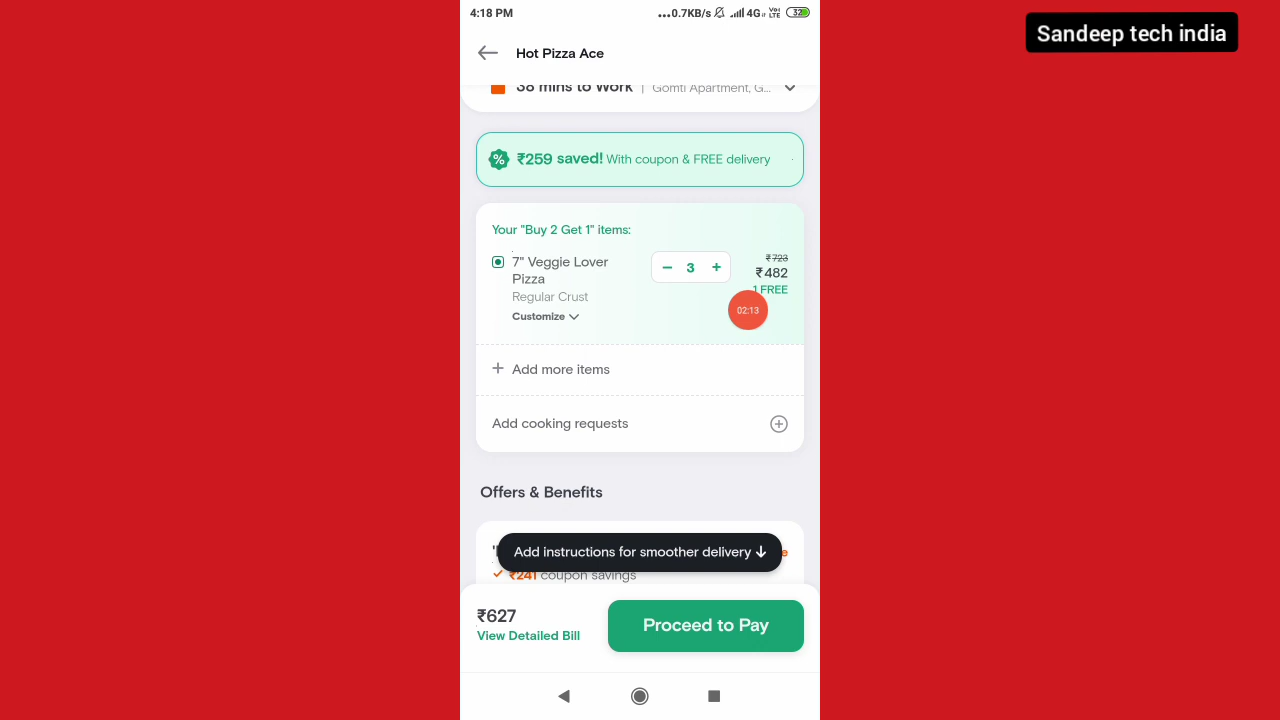 4:18 PM
...0.7KB/s 4G Vo LTE 32
Sandeep tech india
Hot Pizza Ace
38 mins to Work | Gomti Apartment, G...
₹259 saved! With coupon & FREE delivery
Your "Buy 2 Get 1" items:
7" Veggie Lover
Pizza
Regular Crust
Customize
− 3 +
₹723
₹482
1 FREE
02:13
+ Add more items
Add cooking requests
Offers & Benefits
Add instructions for smoother delivery ↓
₹241 coupon savings
₹627
View Detailed Bill
Proceed to Pay